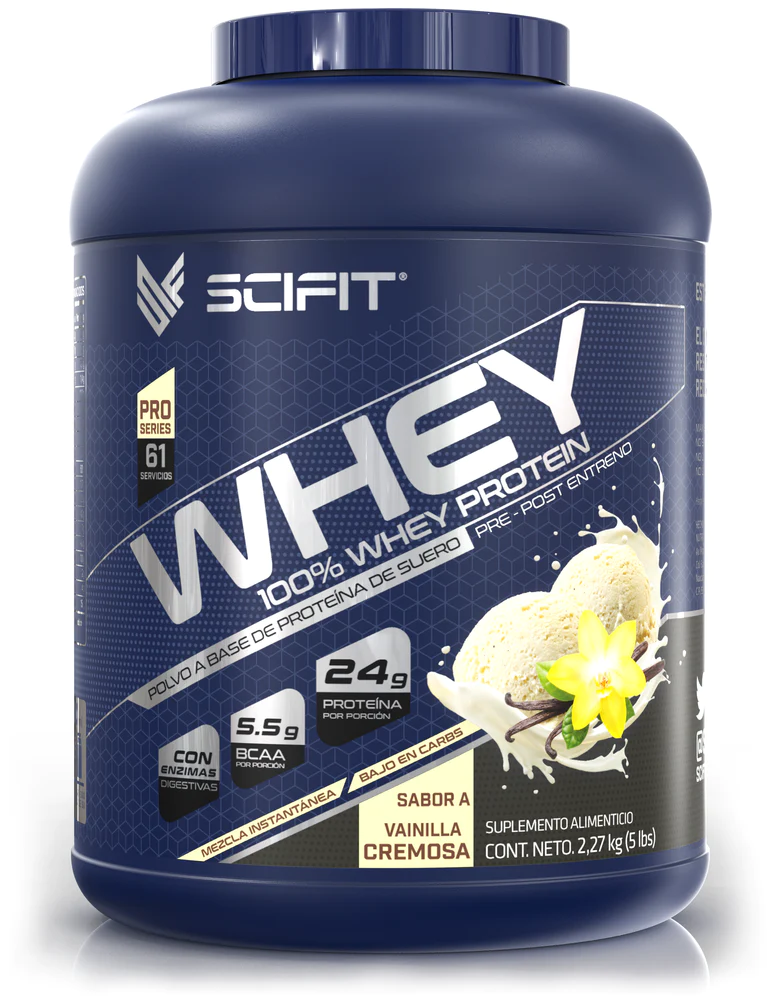 SCIFIT®
PRO
SERIES
61
SERVICIOS
WHEY
100% WHEY PROTEIN
POLVO A BASE DE PROTEÍNA DE SUERO
PRE - POST ENTRENO
24g
PROTEÍNA
POR PORCIÓN
5.5g
BCAA
POR PORCIÓN
CON
ENZIMAS
DIGESTIVAS
MEZCLA INSTANTÁNEA / BAJO EN CARBS
SABOR A
VAINILLA
CREMOSA
SUPLEMENTO ALIMENTICIO
CONT. NETO. 2,27 kg (5 lbs)